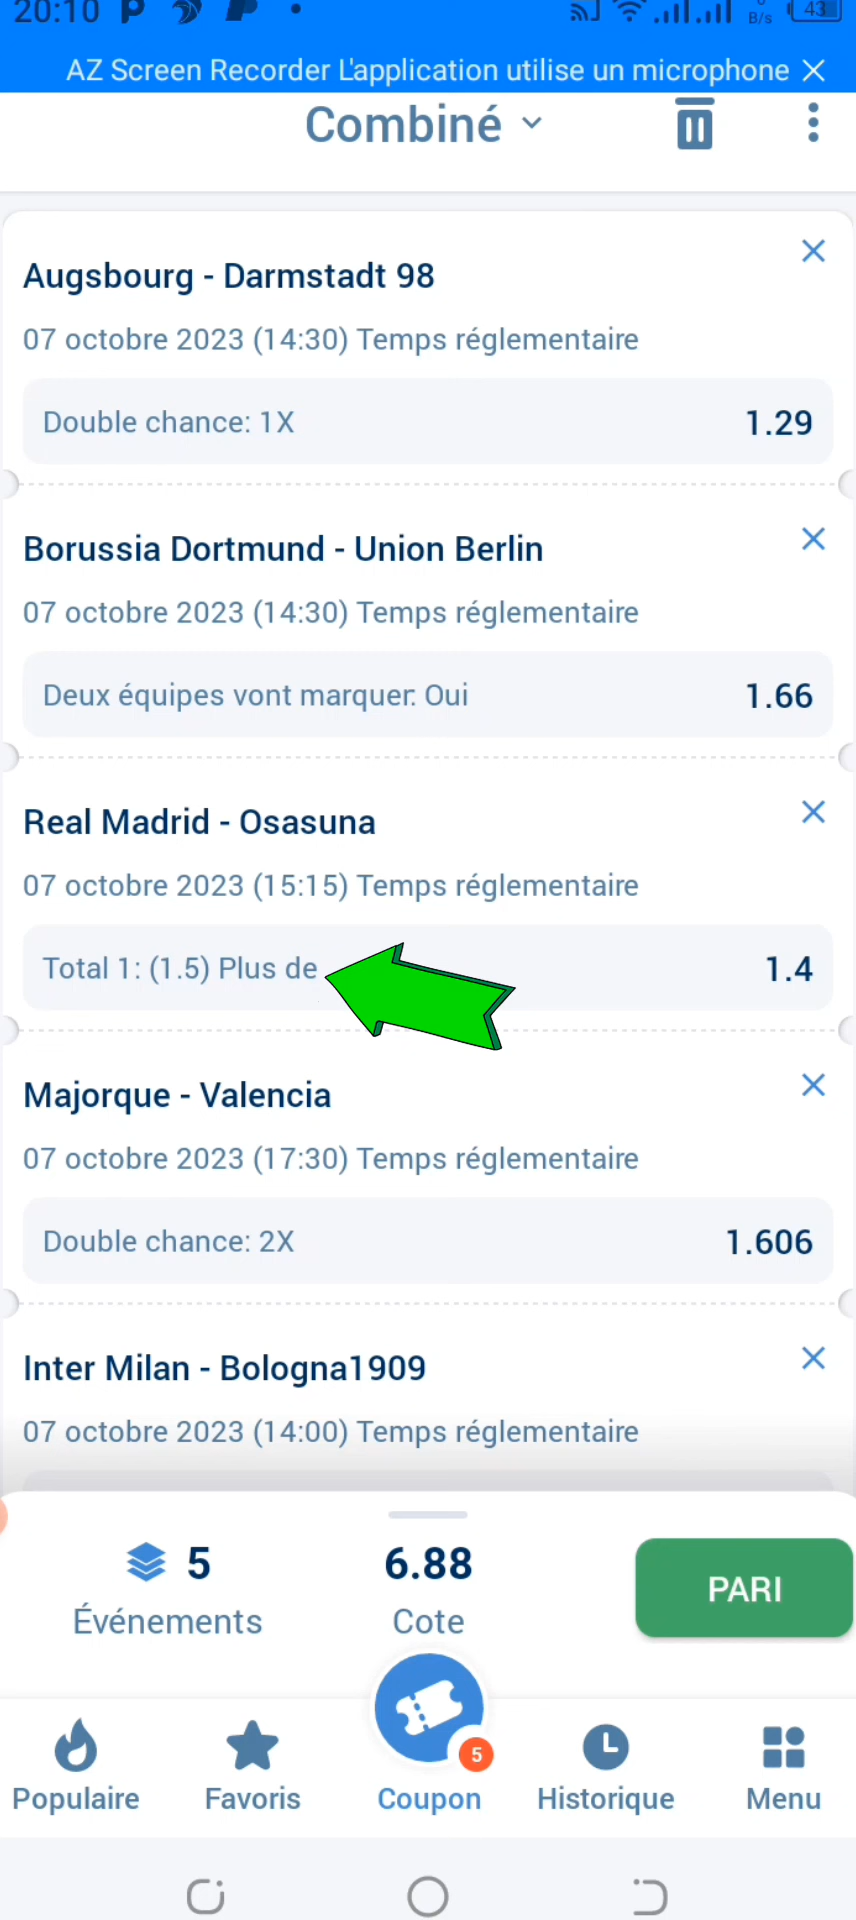 20:10
B/s
43
AZ Screen Recorder L'application utilise un microphone
Combiné
Augsbourg - Darmstadt 98
07 octobre 2023 (14:30) Temps réglementaire
Double chance: 1X 1.29
Borussia Dortmund - Union Berlin
07 octobre 2023 (14:30) Temps réglementaire
Deux équipes vont marquer: Oui 1.66
Real Madrid - Osasuna
07 octobre 2023 (15:15) Temps réglementaire
Total 1: (1.5) Plus de 1.4
Majorque - Valencia
07 octobre 2023 (17:30) Temps réglementaire
Double chance: 2X 1.606
Inter Milan - Bologna1909
07 octobre 2023 (14:00) Temps réglementaire
5 6.88
PARI
Événements Cote
5
Populaire Favoris Coupon Historique Menu